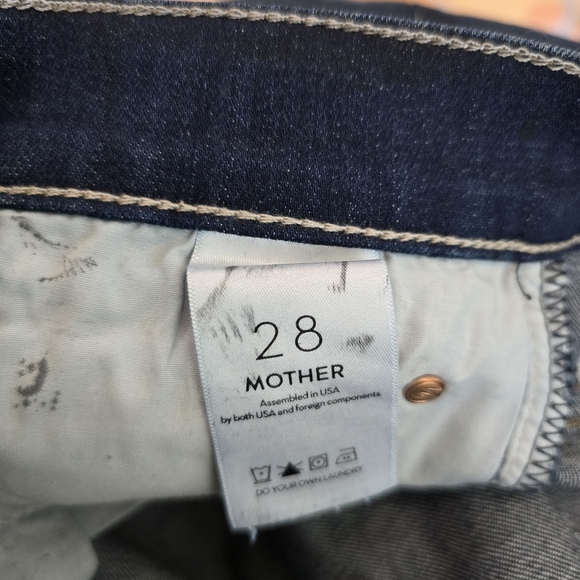 28
MOTHER
Assembled in USA
by both USA and foreign components
DO YOUR OWN LAUNDRY